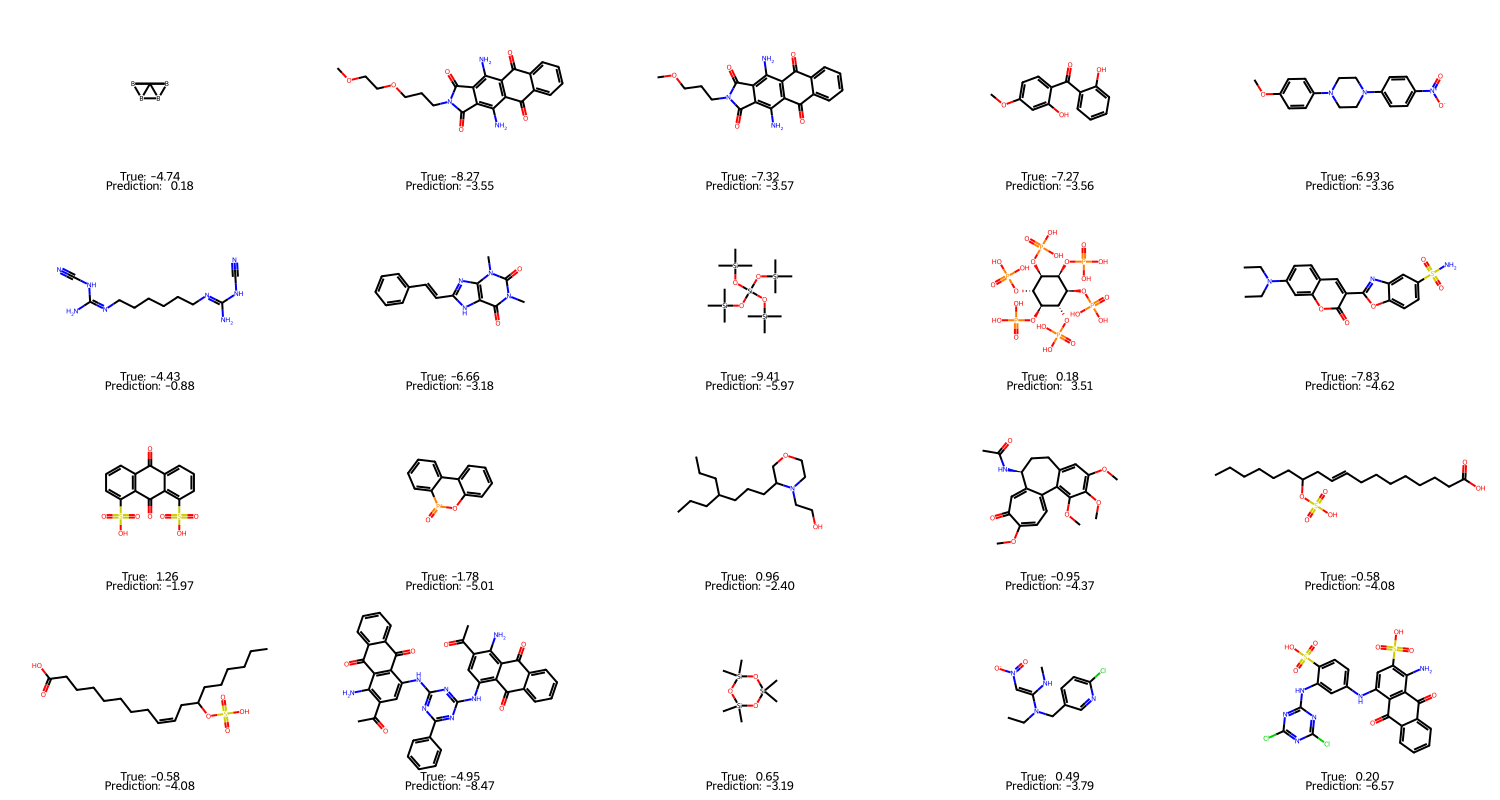 True: −4.74
Prediction: 0.18
True: −8.27
Prediction: −3.55
True: −7.32
Prediction: −3.57
True: −7.27
Prediction: −3.56
True: −6.93
Prediction: −3.36
True: −4.43
Prediction: −0.88
True: −6.66
Prediction: −3.18
True: −9.41
Prediction: −5.97
True: 0.18
Prediction: 3.51
True: −7.83
Prediction: −4.62
True: 1.26
Prediction: −1.97
True: −1.78
Prediction: −5.01
True: 0.96
Prediction: −2.40
True: −0.95
Prediction: −4.37
True: −0.58
Prediction: −4.08
True: −0.58
Prediction: −4.08
True: −4.95
Prediction: −8.47
True: 0.65
Prediction: −3.19
True: 0.49
Prediction: −3.79
True: 0.20
Prediction: −6.57